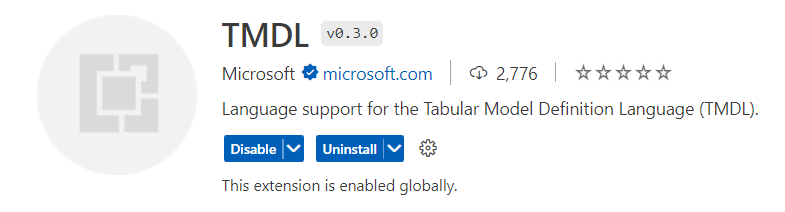 TMDL v0.3.0
Microsoft microsoft.com 2,776
Language support for the Tabular Model Definition Language (TMDL).
Disable Uninstall
This extension is enabled globally.